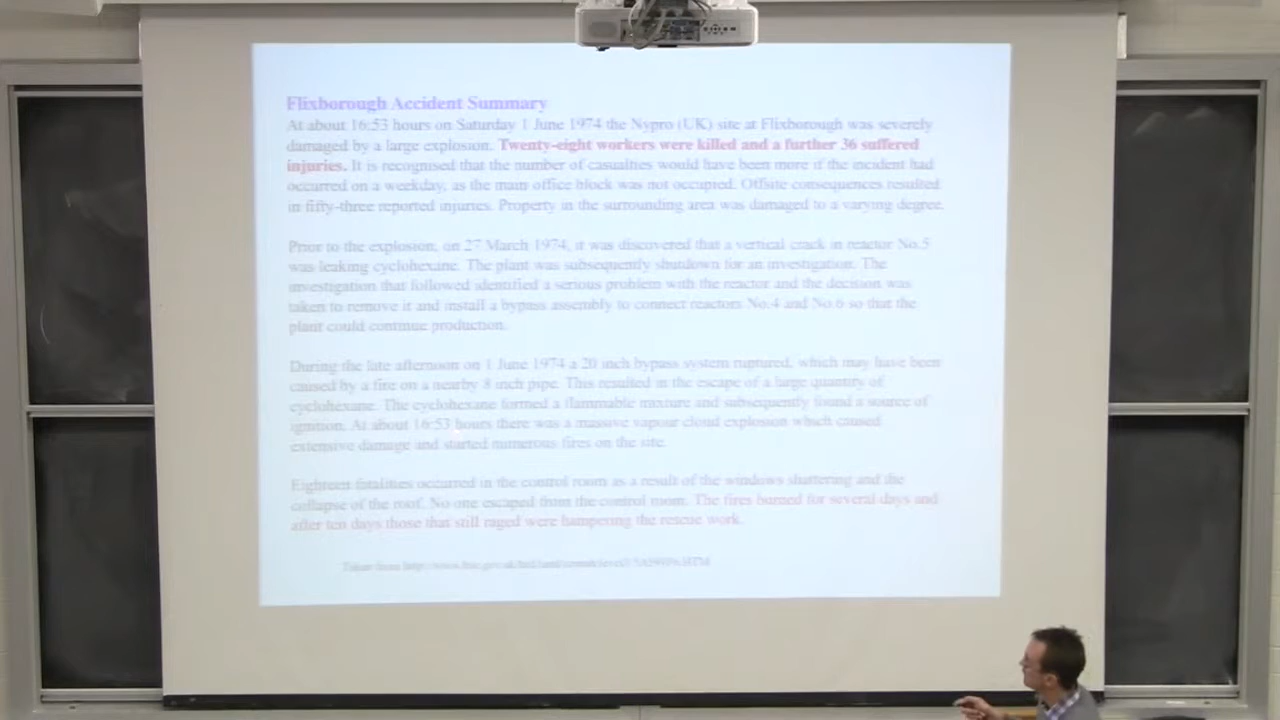 Flixborough Accident Summary
At about 16:53 hours on Saturday 1 June 1974 the Nypro (UK) site at Flixborough was severely
damaged by a large explosion. Twenty-eight workers were killed and a further 36 suffered
injuries. It is recognised that the number of casualties would have been more if the incident had
occurred on a weekday, as the main office block was not occupied. Offsite consequences resulted
in fifty-three reported injuries. Property in the surrounding area was damaged to a varying degree.
Prior to the explosion, on 27 March 1974, it was discovered that a vertical crack in reactor No.5
was leaking cyclohexane. The plant was subsequently shutdown for an investigation. The
investigation that followed identified a serious problem with the reactor and the decision was
taken to remove it and install a bypass assembly to connect reactors No.4 and No.6 so that the
plant could continue production.
During the late afternoon on 1 June 1974 a 20 inch bypass system ruptured, which may have been
caused by a fire on a nearby 8 inch pipe. This resulted in the escape of a large quantity of
cyclohexane. The cyclohexane formed a flammable mixture and subsequently found a source of
ignition. At about 16:53 hours there was a massive vapour cloud explosion which caused
extensive damage and started numerous fires on the site.
Eighteen fatalities occurred in the control room as a result of the windows shattering and the
collapse of the roof. No one escaped from the control room. The fires burned for several days and
after ten days those that still raged were hampering the rescue work.
Taken from